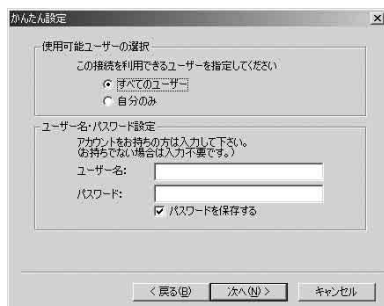 かんたん設定
使用可能ユーザーの選択
この接続を利用できるユーザーを指定してください
すべてのユーザー
自分のみ
ユーザー名・パスワード設定
アカウントをお持ちの方は入力して下さい。
(お持ちでない場合は入力不要です。)
ユーザー名:
パスワード:
パスワードを保存する
< 戻る(B) 次へ(N) > キャンセル